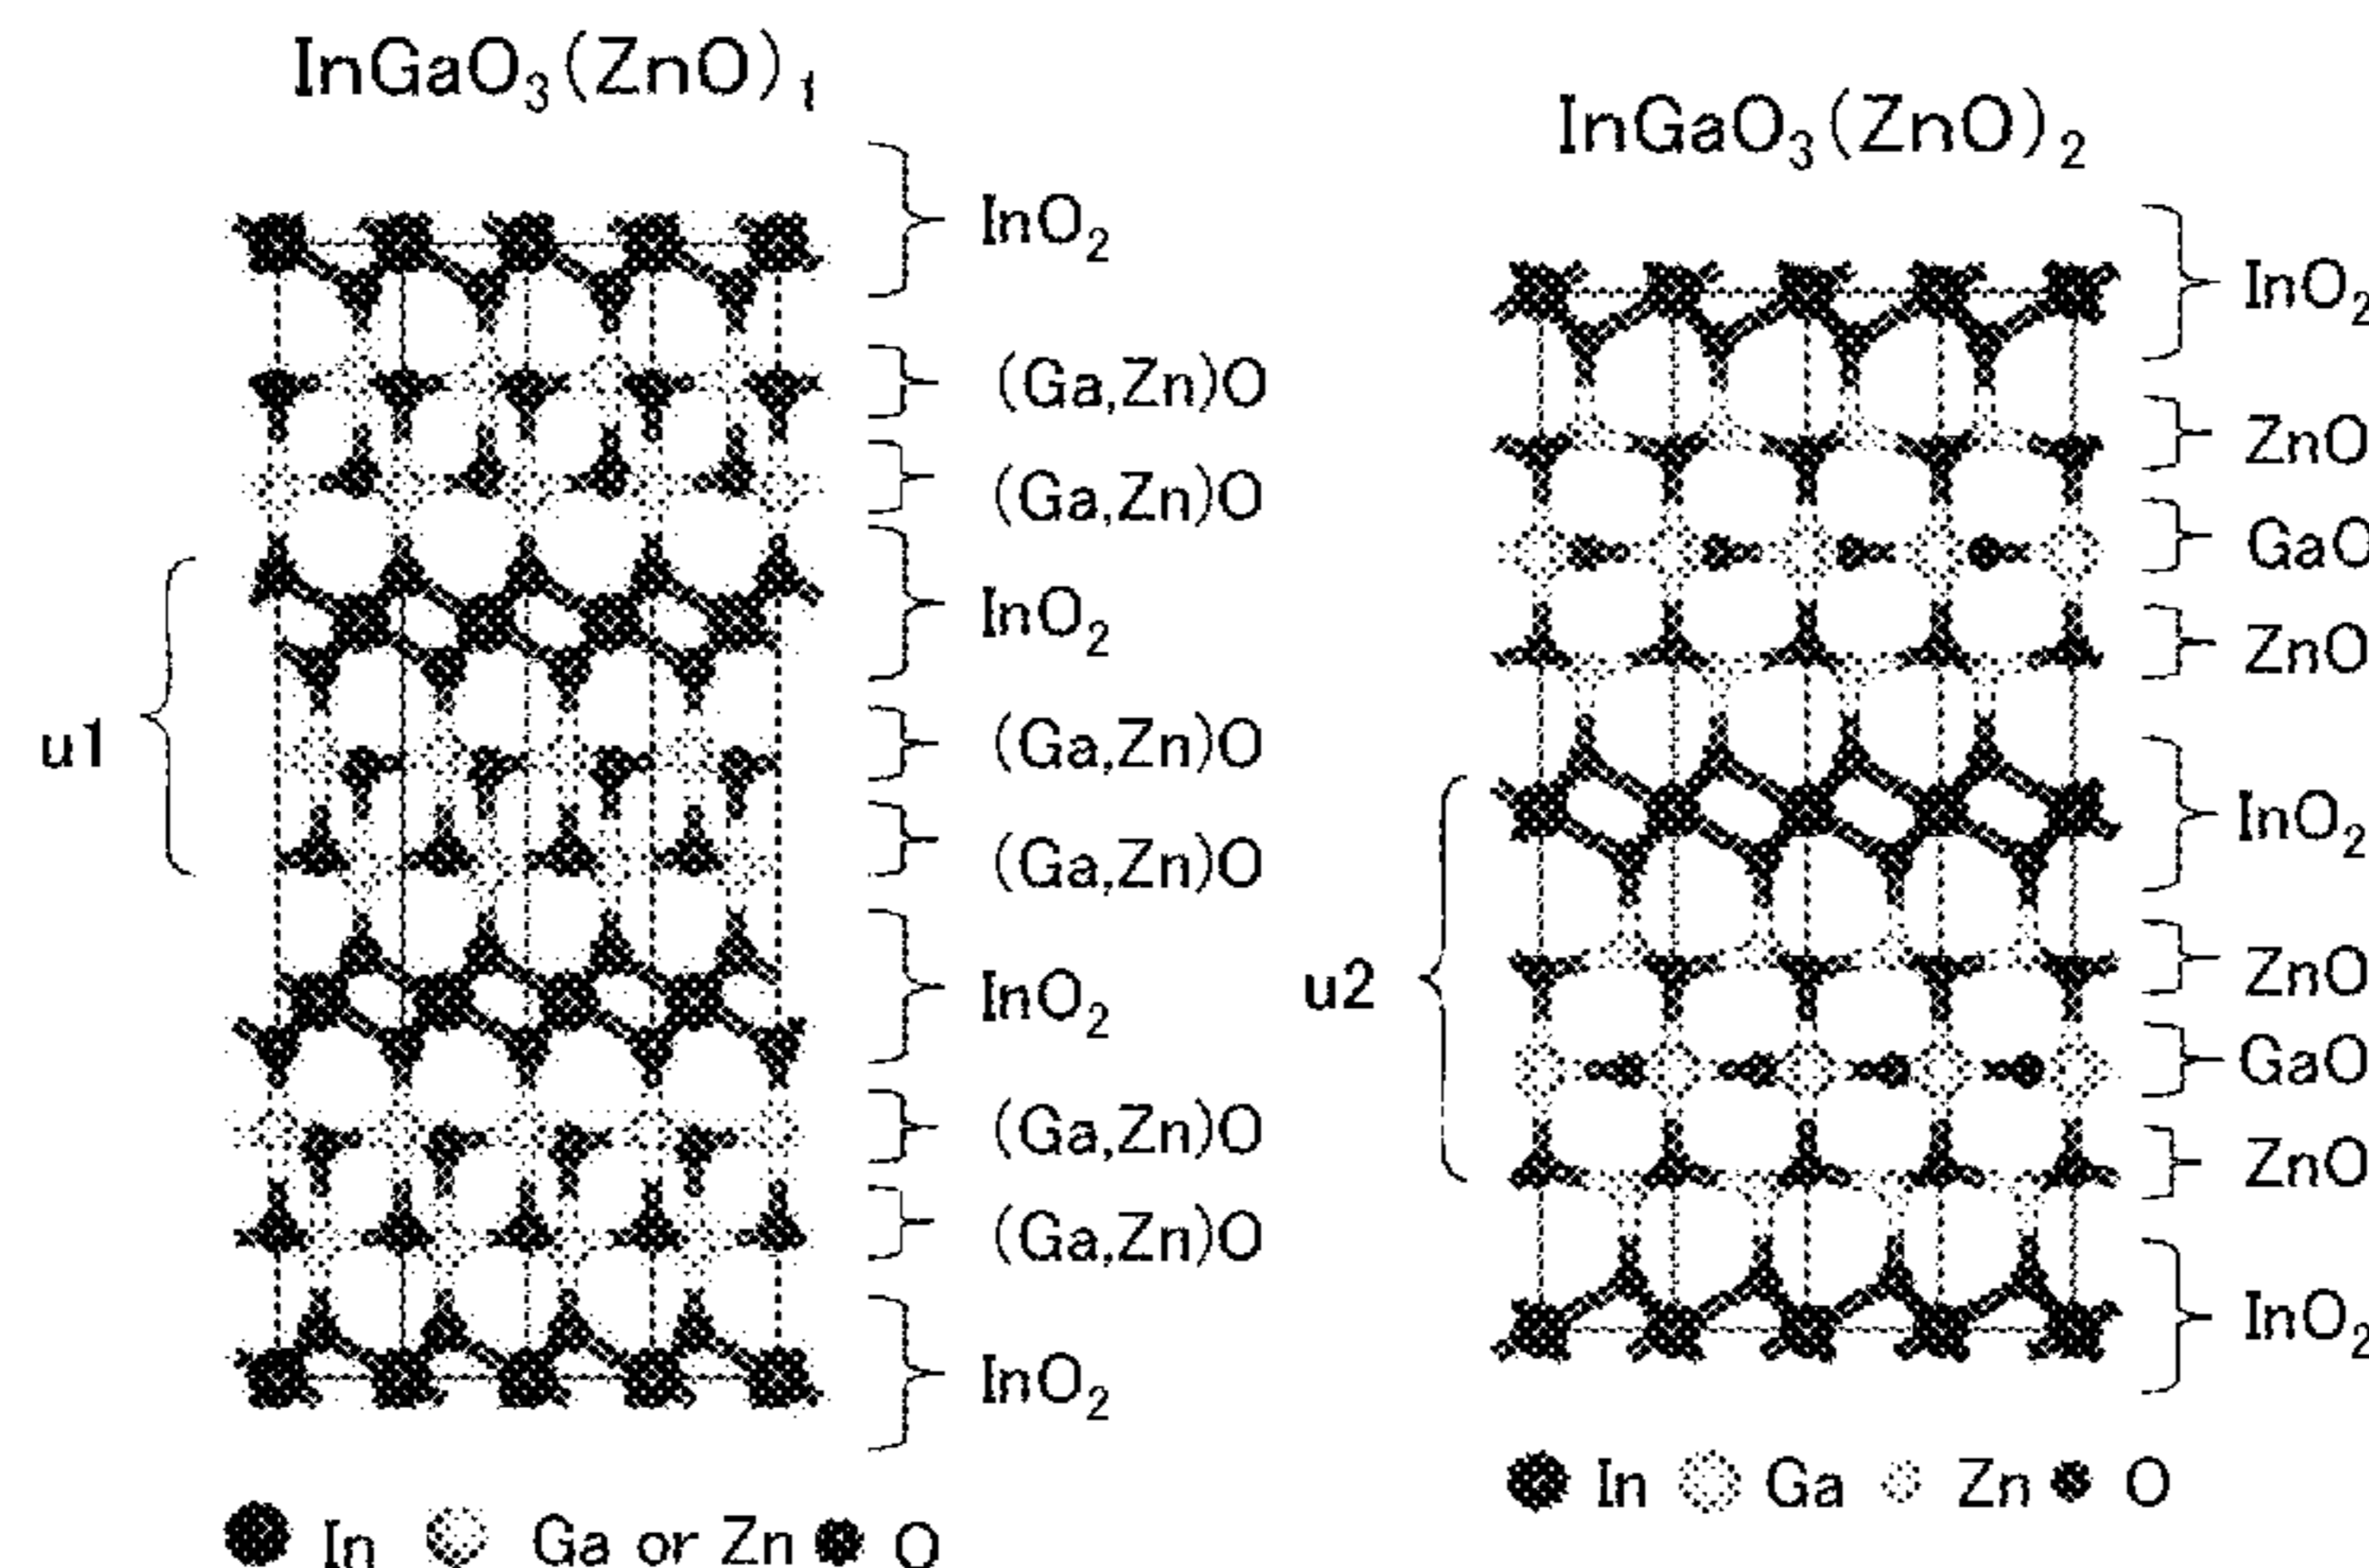 InGaO₃(ZnO)₁
InO₂
(Ga,Zn)O
(Ga,Zn)O
InO₂
(Ga,Zn)O
(Ga,Zn)O
InO₂
(Ga,Zn)O
(Ga,Zn)O
InO₂
u1
In Ga or Zn O
InGaO₃(ZnO)₂
InO₂
ZnO
GaO
ZnO
InO₂
ZnO
GaO
ZnO
InO₂
u2
In Ga Zn O